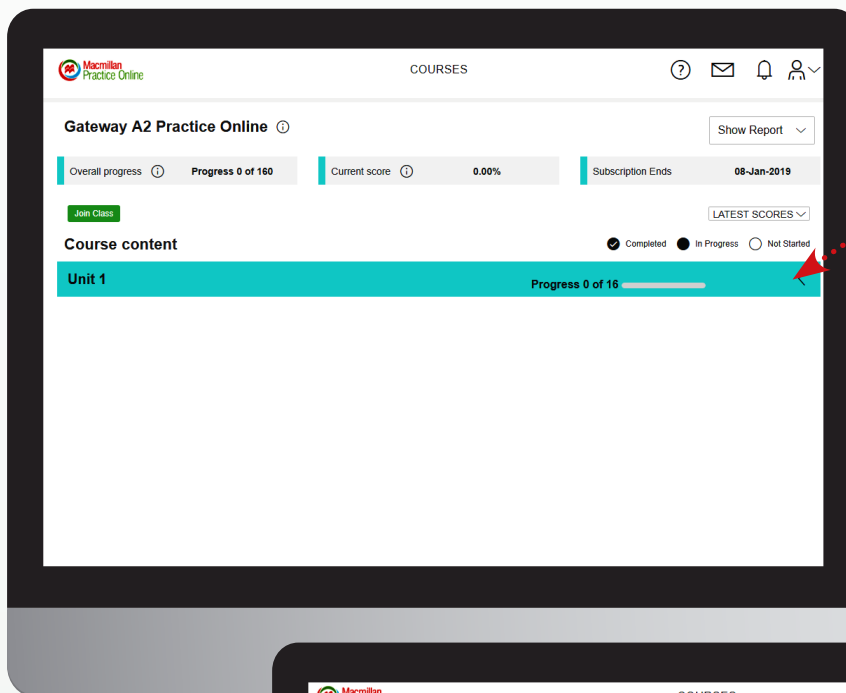 Macmillan
Practice Online
COURSES
Gateway A2 Practice Online
Show Report
Overall progress Progress 0 of 160 Current score 0.00% Subscription Ends 08-Jan-2019
Join Class
LATEST SCORES
Course content
Completed In Progress Not Started
Unit 1
Progress 0 of 16
Macmillan
COURSES